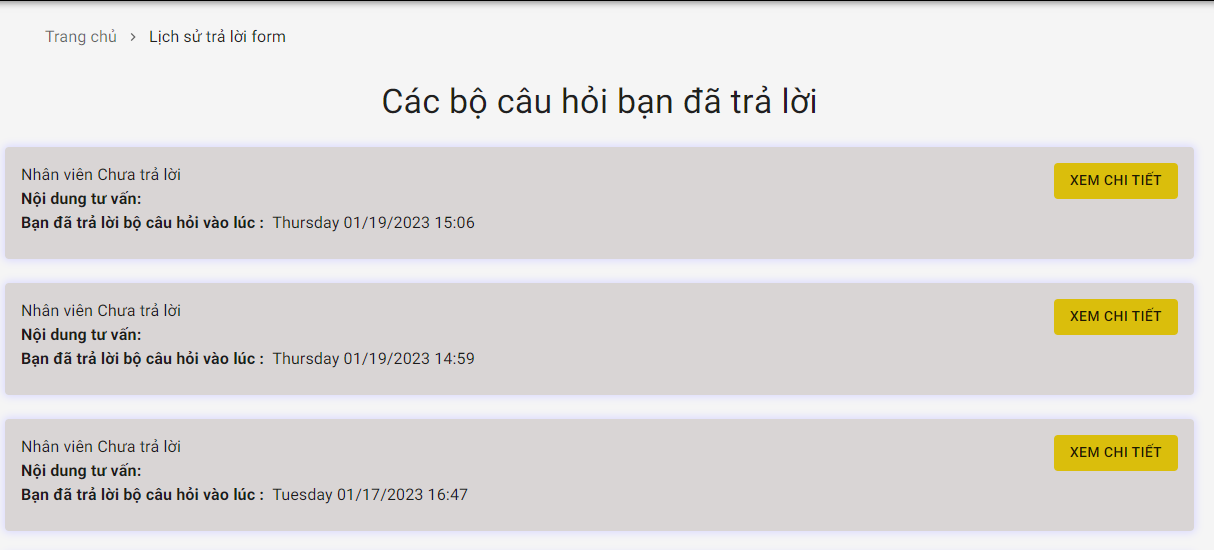 Trang chủ > Lịch sử trả lời form
Các bộ câu hỏi bạn đã trả lời
Nhân viên Chưa trả lời
XEM CHI TIẾT
Nội dung tư vấn:
Bạn đã trả lời bộ câu hỏi vào lúc : Thursday 01/19/2023 15:06
Nhân viên Chưa trả lời
XEM CHI TIẾT
Nội dung tư vấn:
Bạn đã trả lời bộ câu hỏi vào lúc : Thursday 01/19/2023 14:59
Nhân viên Chưa trả lời
XEM CHI TIẾT
Nội dung tư vấn:
Bạn đã trả lời bộ câu hỏi vào lúc : Tuesday 01/17/2023 16:47